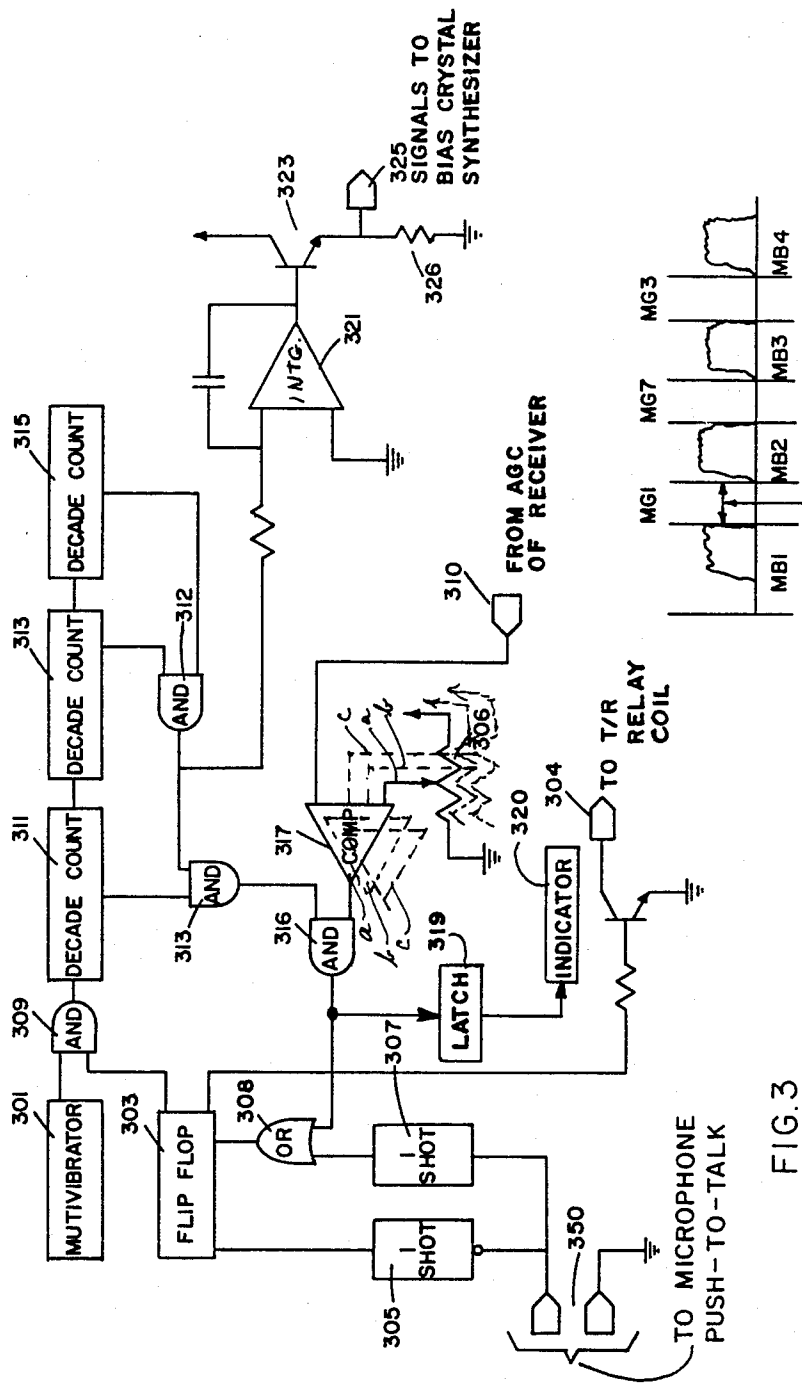 301
MUTIVIBRATOR
303
FLIP FLOP
309
AND
311
DECADE COUNT
313
DECADE COUNT
315
DECADE COUNT
AND
312
AND
313
316
AND
308
OR
305
1 SHOT
307
1 SHOT
350
TO MICROPHONE
PUSH-TO-TALK
319
LATCH
320
INDICATOR
304
TO T/R
RELAY
COIL
317
COMP
a
b
c
c
a
b
306
310
FROM AGC
OF RECEIVER
INTG.
321
323
325
SIGNALS TO
BIAS CRYSTAL
SYNTHESIZER
326
MG1
MG7
MG3
MB1
MB2
MB3
MB4
FIG.3